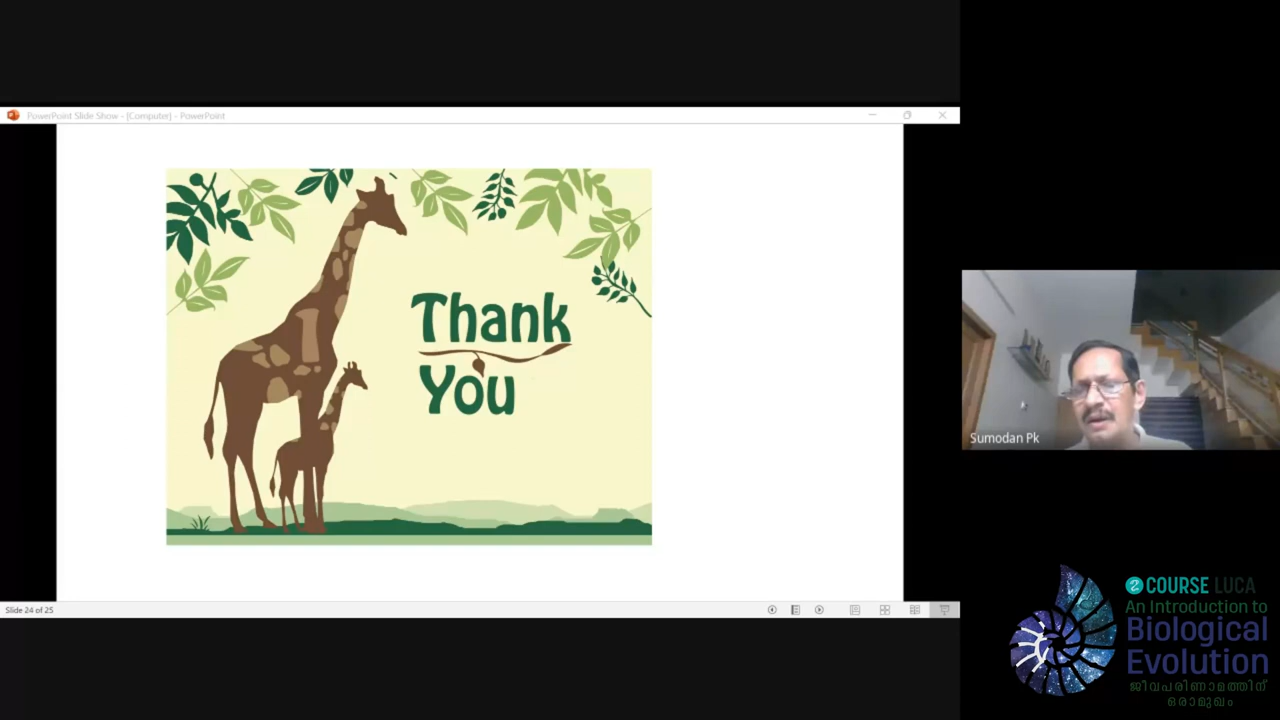 PowerPoint Slide Show - [Computer] - PowerPoint
Thank
You
Slide 24 of 25
Sumodan Pk
e COURSE LUCA
An Introduction to
Biological
Evolution
ജീവപരിണാമത്തിന്
ഒരാമുഖം